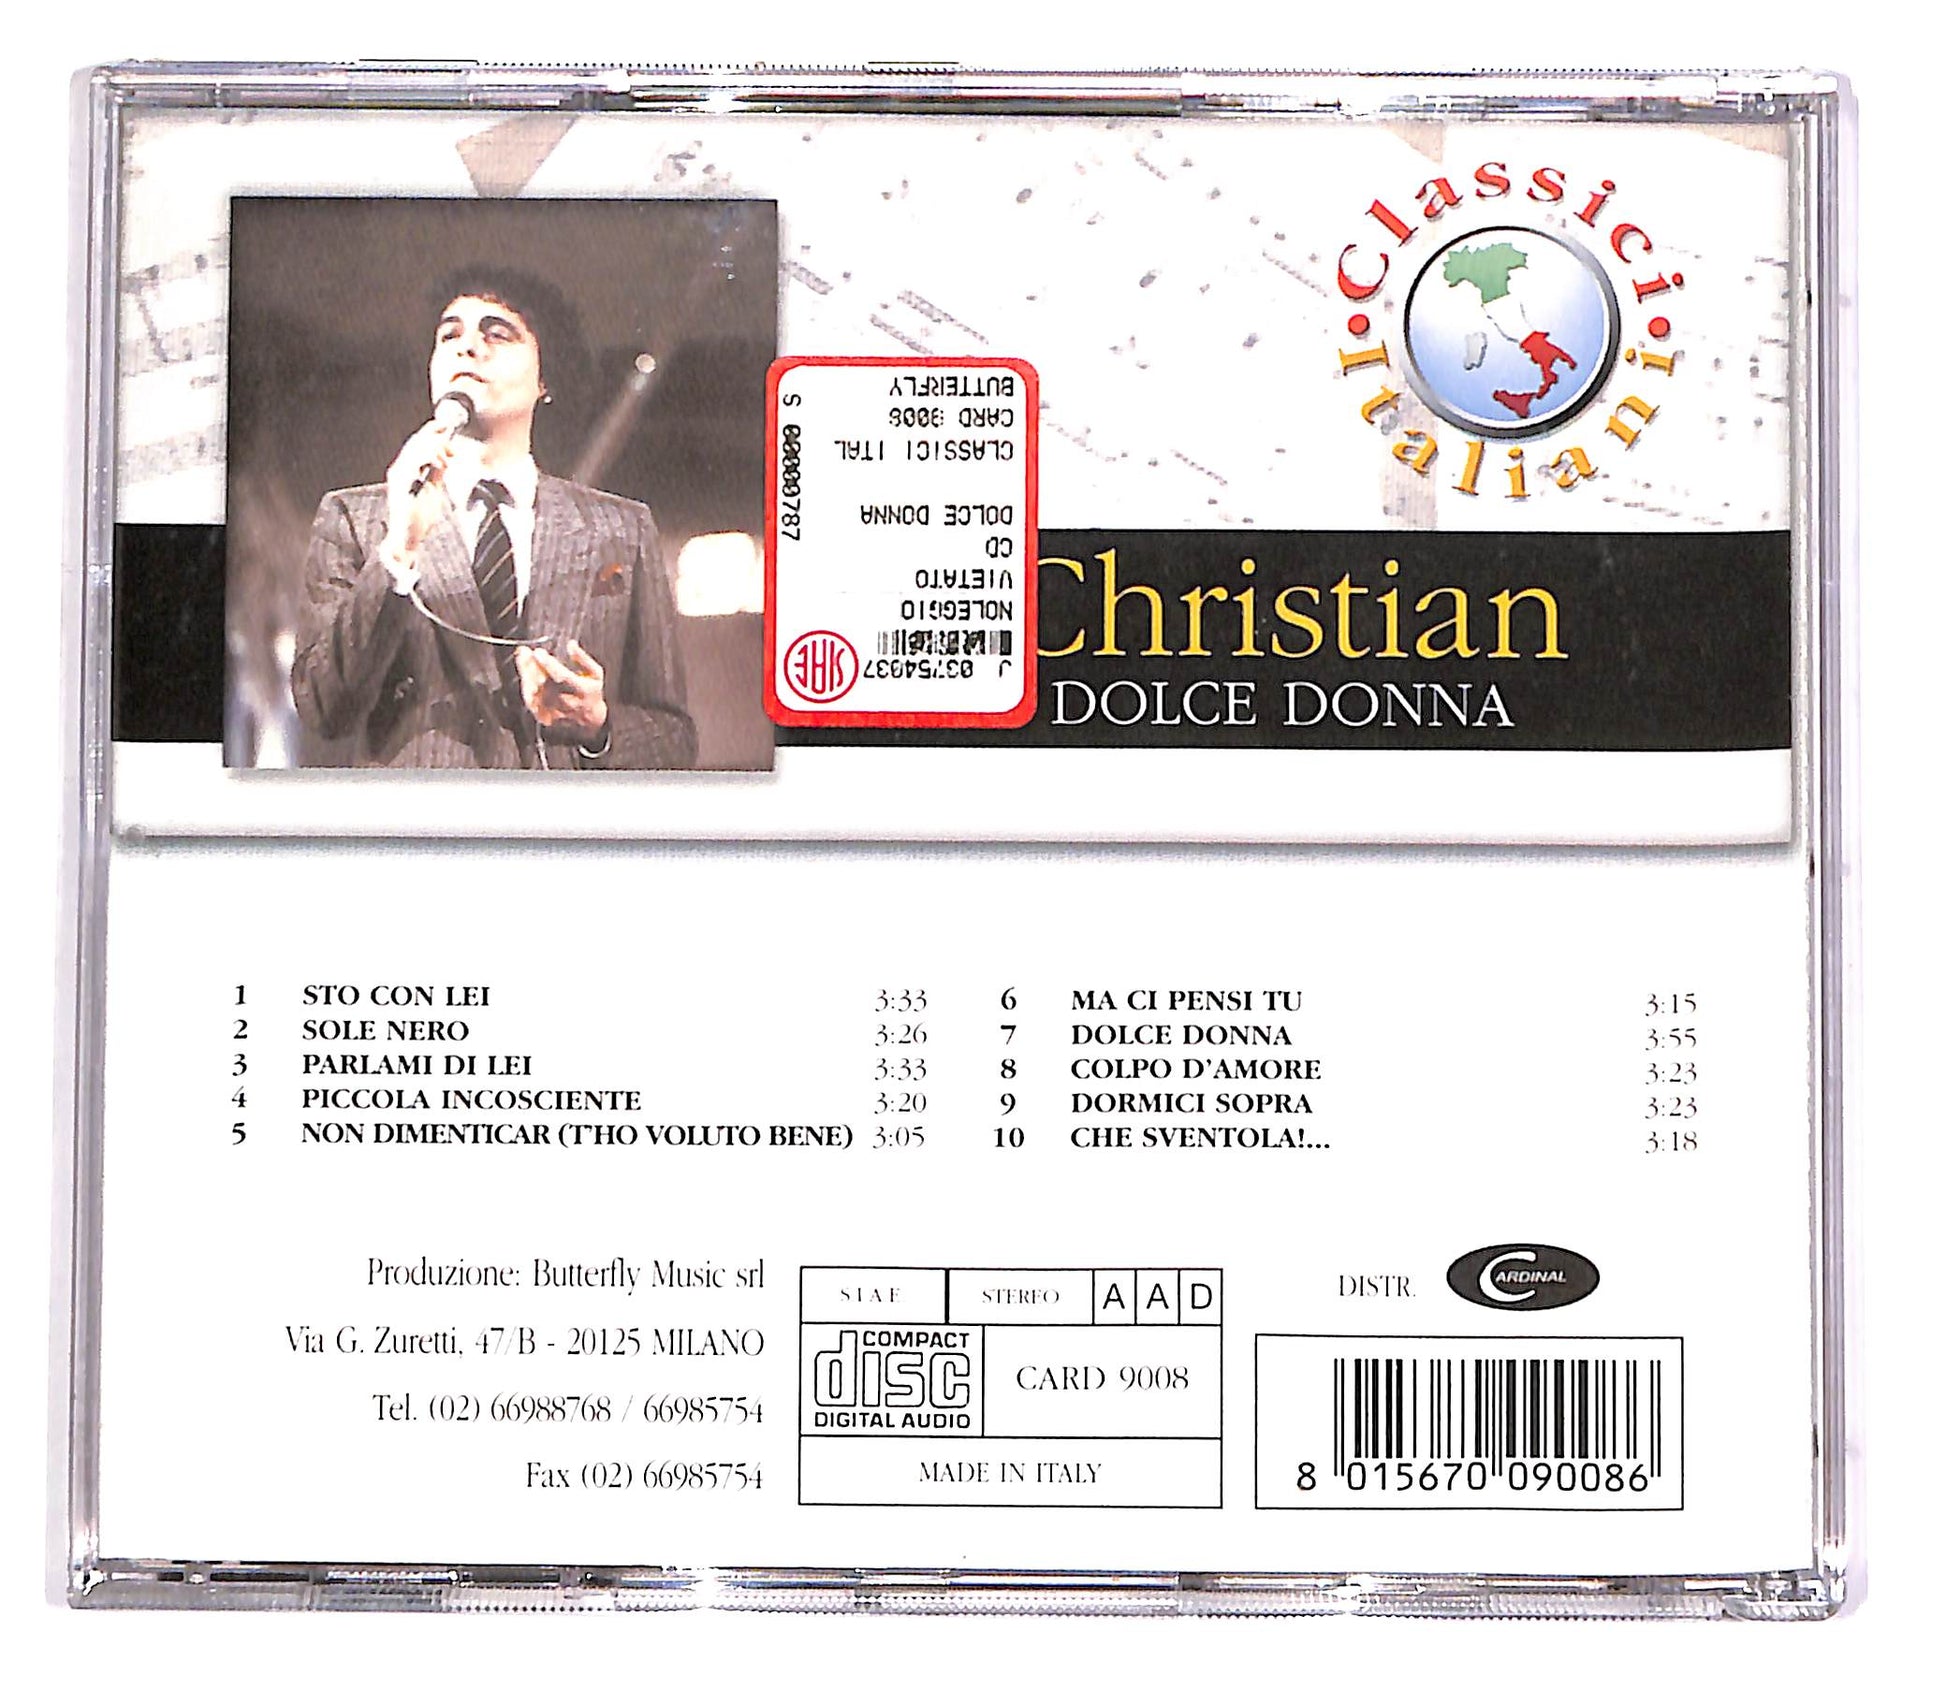 Classici
Italiani
BUTTERFLY
CARD 9008
CLASSICI ITAL
DOLCE DONNA
CD
VIETATO
NOLEGGIO
SIAE
S 00000787
Christian
DOLCE DONNA
1 STO CON LEI 3:33
2 SOLE NERO 3:26
3 PARLAMI DI LEI 3:33
4 PICCOLA INCOSCIENTE 3:20
5 NON DIMENTICAR (T'HO VOLUTO BENE) 3:05
6 MA CI PENSI TU 3:15
7 DOLCE DONNA 3:55
8 COLPO D'AMORE 3:23
9 DORMICI SOPRA 3:23
10 CHE SVENTOLA!... 3:18
Produzione: Butterfly Music srl
Via G. Zuretti, 47/B - 20125 MILANO
Tel. (02) 66988768 / 66985754
Fax (02) 66985754
S I A E STEREO A A D
COMPACT
disc
DIGITAL AUDIO
CARD 9008
MADE IN ITALY
DISTR. CARDINAL
8 015670 090086